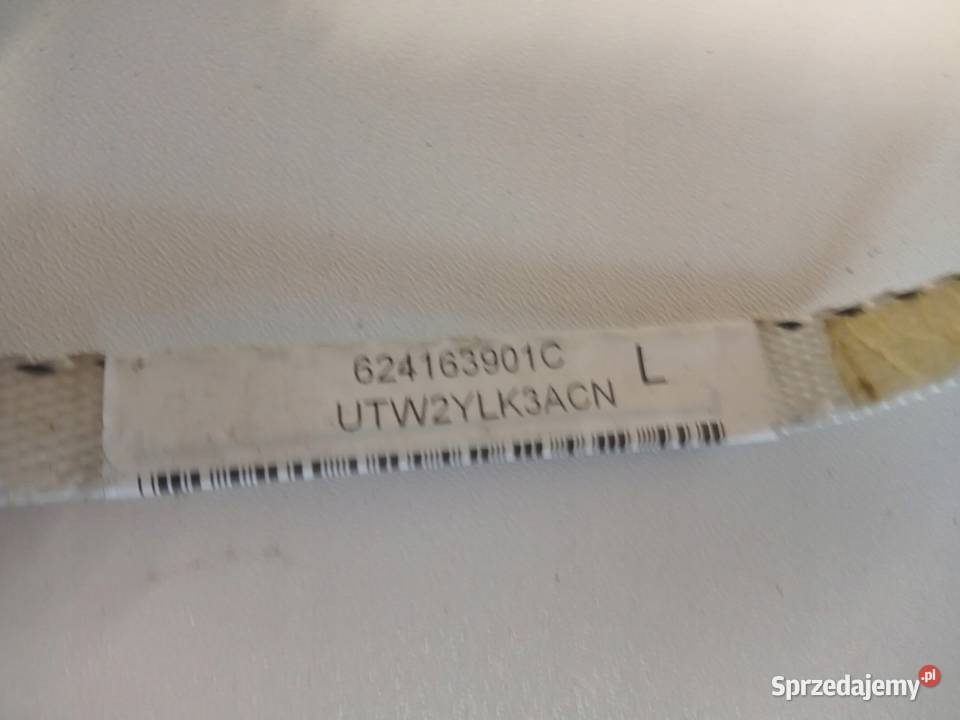 624163901C
L
UTW2YLK3ACN
Sprzedajemy.pl